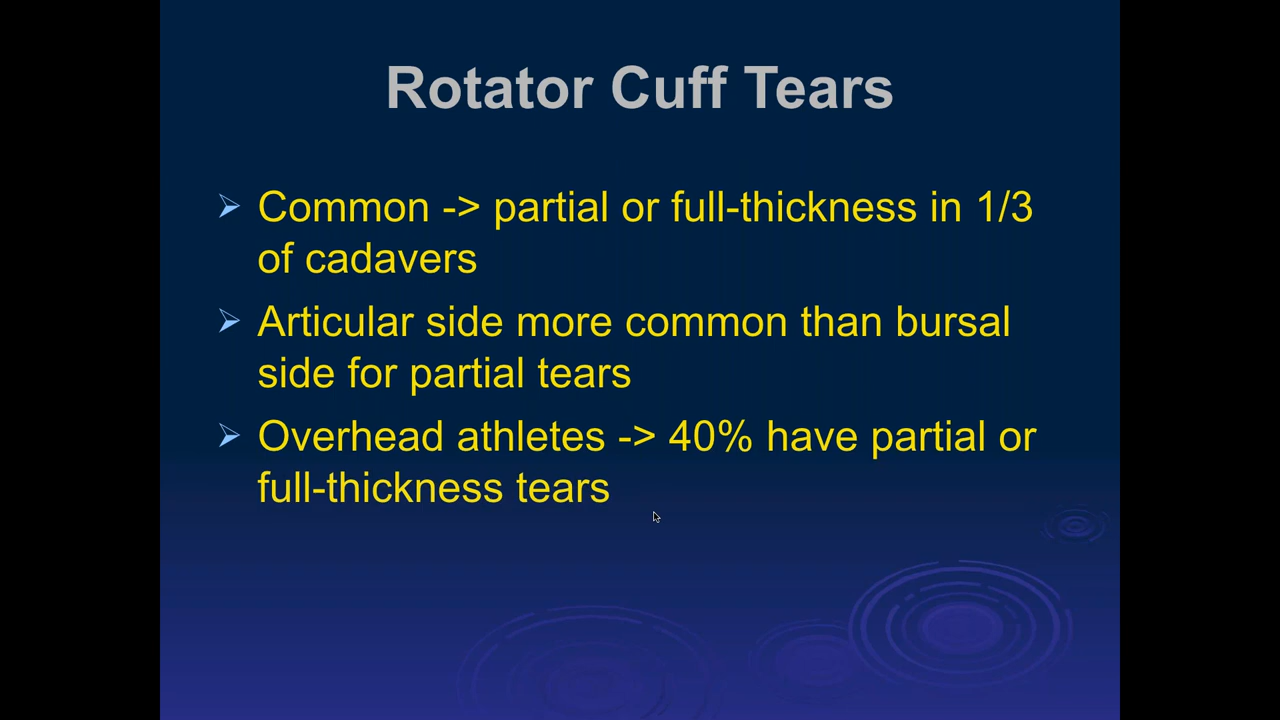 Rotator Cuff Tears
Common -> partial or full-thickness in 1/3
of cadavers
Articular side more common than bursal
side for partial tears
Overhead athletes -> 40% have partial or
full-thickness tears